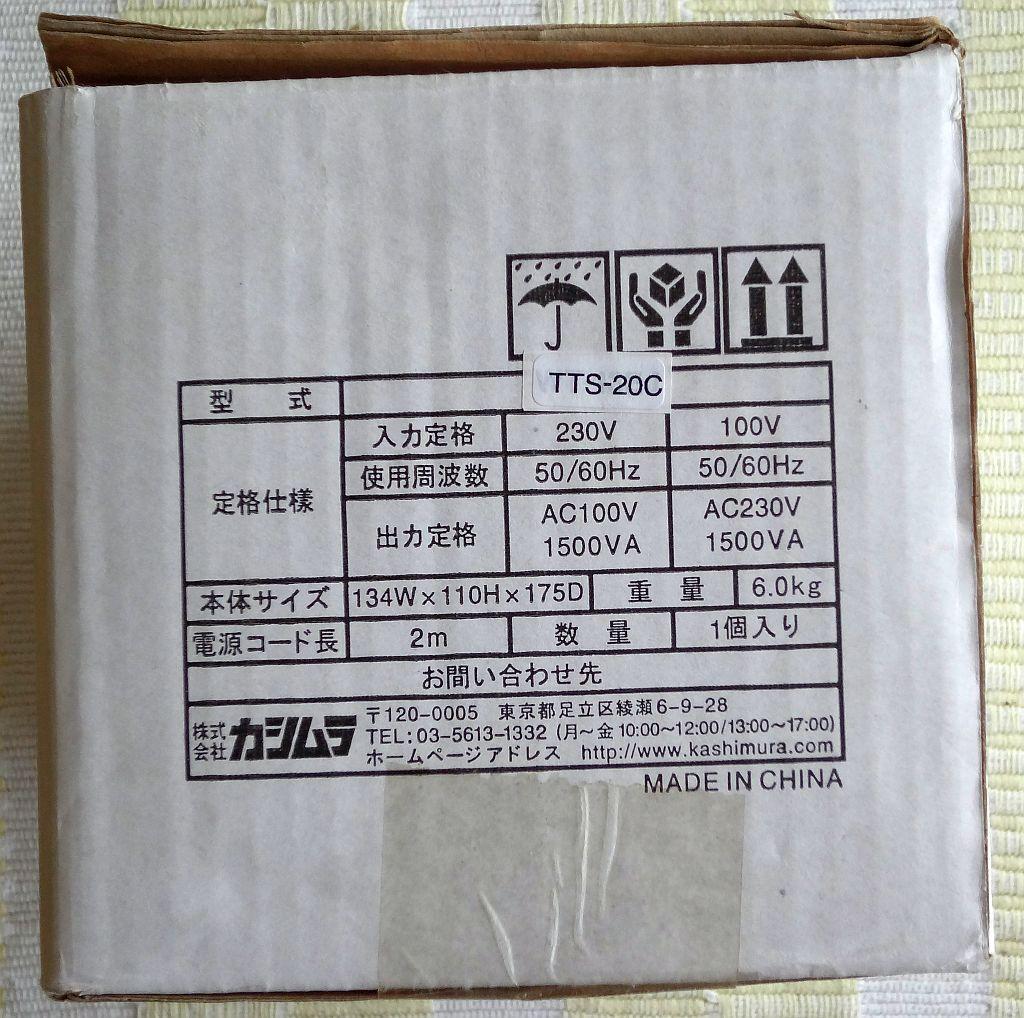 型 式 TTS-20C
定格仕様
入力定格 230V 100V
使用周波数 50/60Hz 50/60Hz
出力定格 AC100V 1500VA AC230V 1500VA
本体サイズ 134W×110H×175D 重 量 6.0kg
電源コード長 2m 数 量 1個入り
お問い合わせ先
株式会社カシムラ
〒120-0005 東京都足立区綾瀬6-9-28
TEL:03-5613-1332 (月~金 10:00~12:00/13:00~17:00)
ホームページアドレス http://www.kashimura.com
MADE IN CHINA